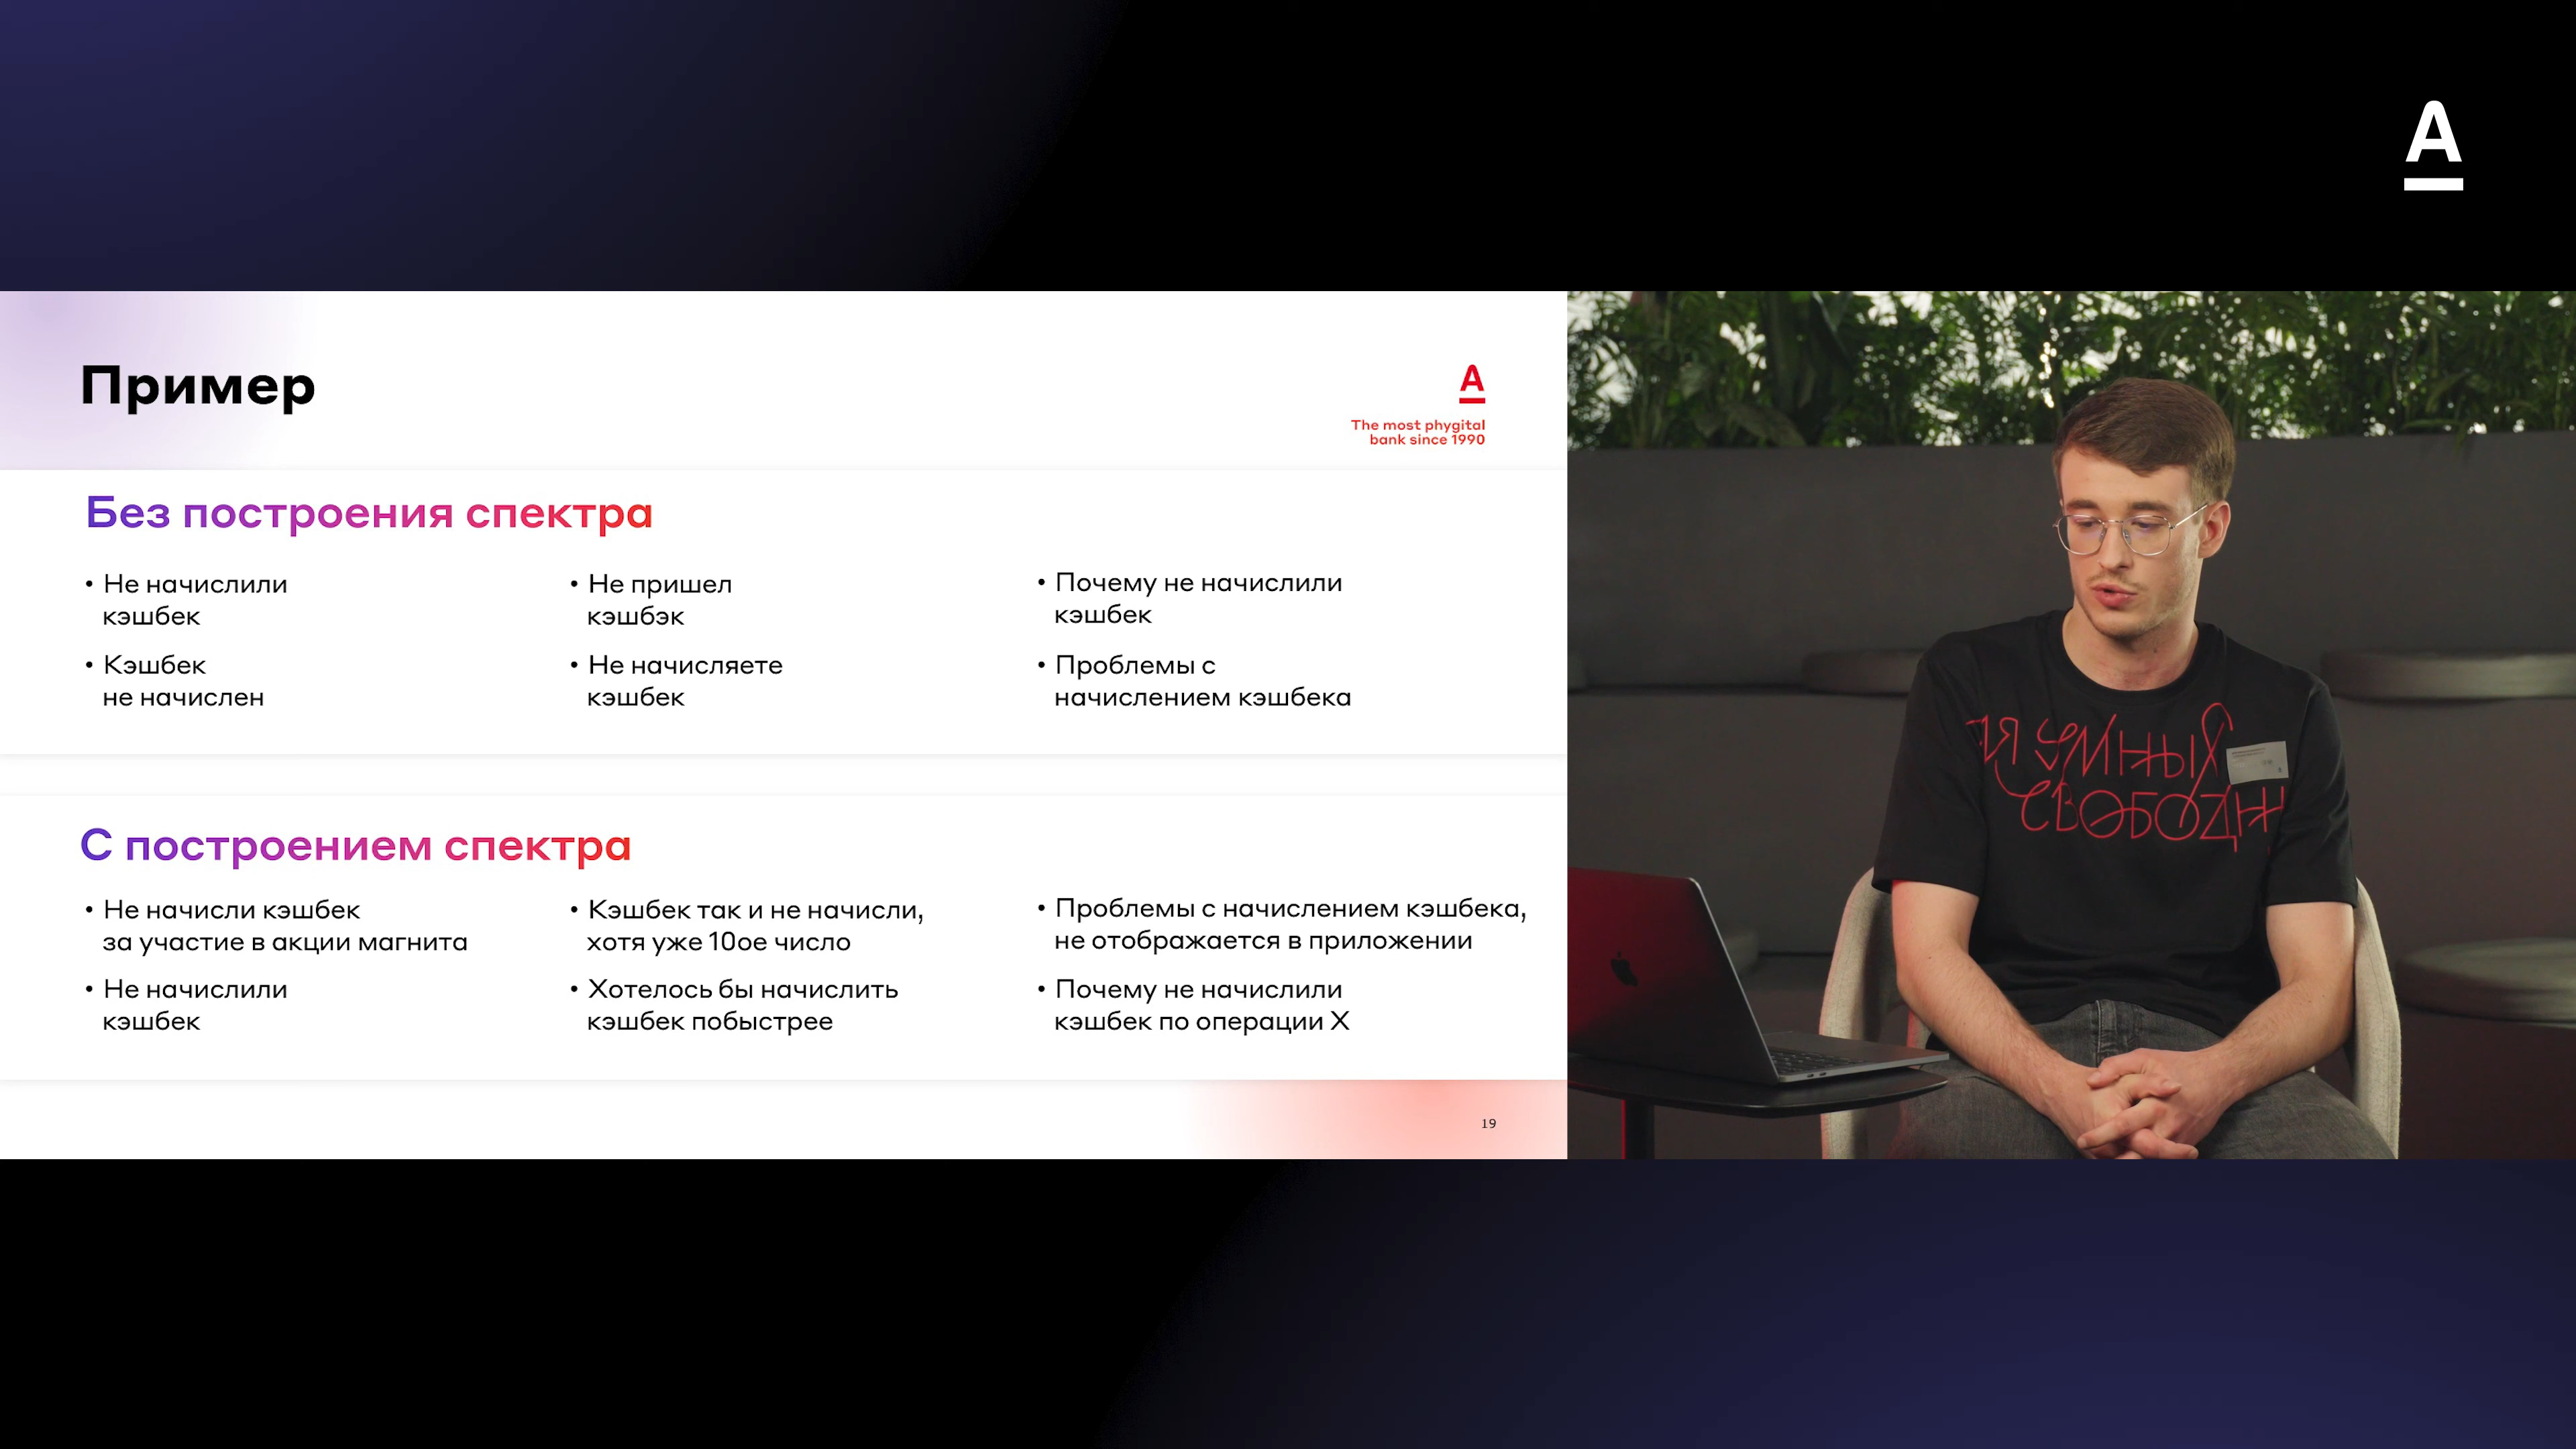 A
Пример
A
The most phygital
bank since 1990
Без построения спектра
• Не начислили
кэшбек
• Не пришел
кэшбэк
• Почему не начислили
кэшбек
• Кэшбек
не начислен
• Не начисляете
кэшбек
• Проблемы с
начислением кэшбека
С построением спектра
• Не начисли кэшбек
за участие в акции магнита
• Кэшбек так и не начисли,
хотя уже 10ое число
• Проблемы с начислением кэшбека,
не отображается в приложении
• Не начислили
кэшбек
• Хотелось бы начислить
кэшбек побыстрее
• Почему не начислили
кэшбек по операции X
19
УМНЫХ